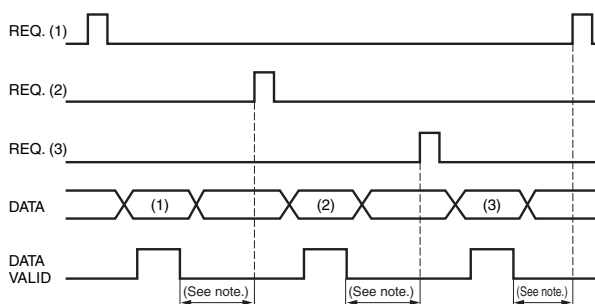 REQ. (1)
REQ. (2)
REQ. (3)
DATA
(1)
(2)
(3)
DATA
VALID
(See note.)
(See note.)
(See note.)